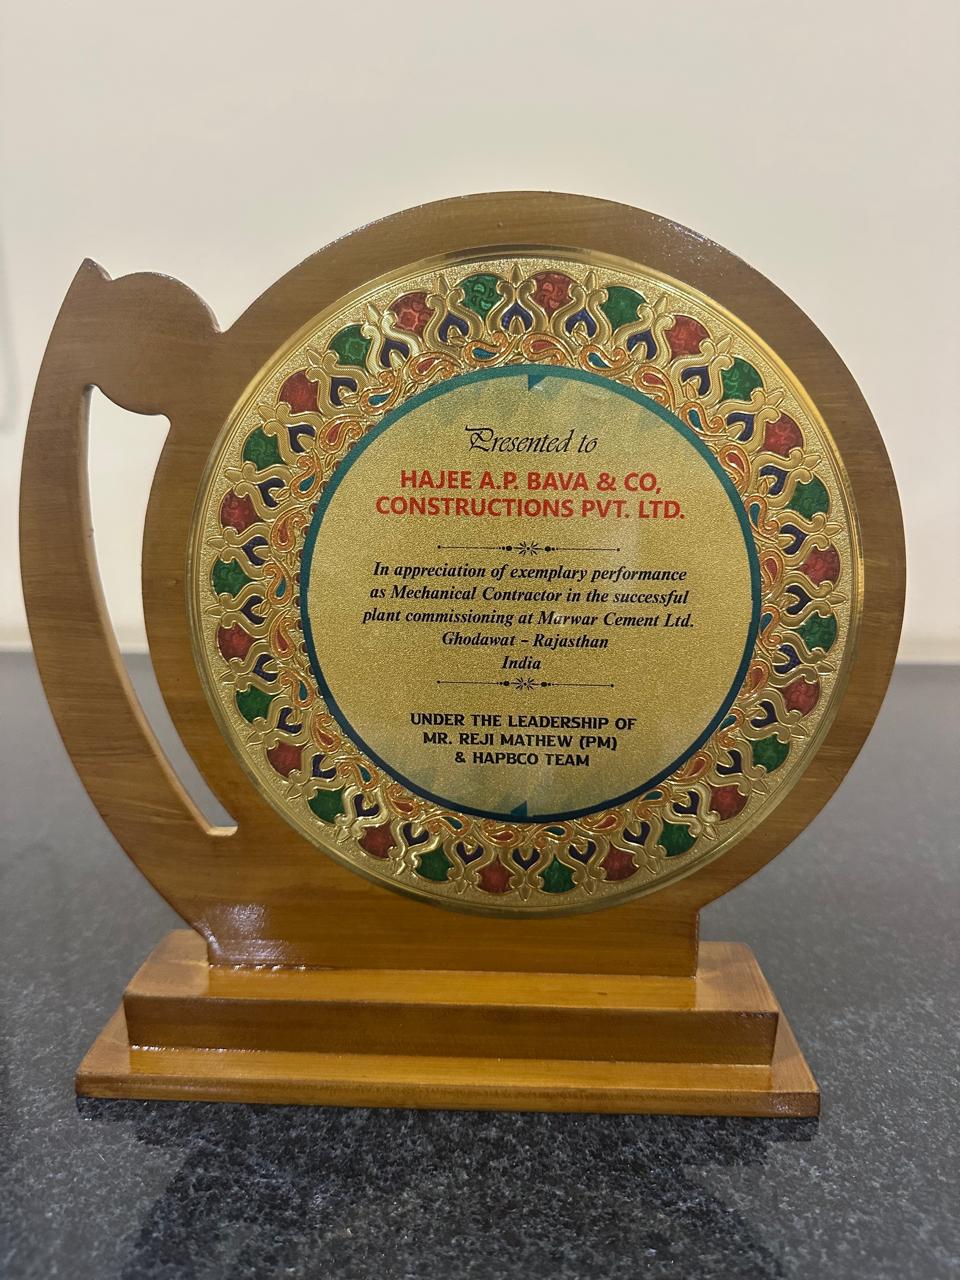 Presented to
HAJEE A.P. BAVA & CO,
CONSTRUCTIONS PVT. LTD.
In appreciation of exemplary performance
as Mechanical Contractor in the successful
plant commissioning at Marwar Cement Ltd.
Ghodawat – Rajasthan
India
UNDER THE LEADERSHIP OF
MR. REJI MATHEW (PM)
& HAPBCO TEAM